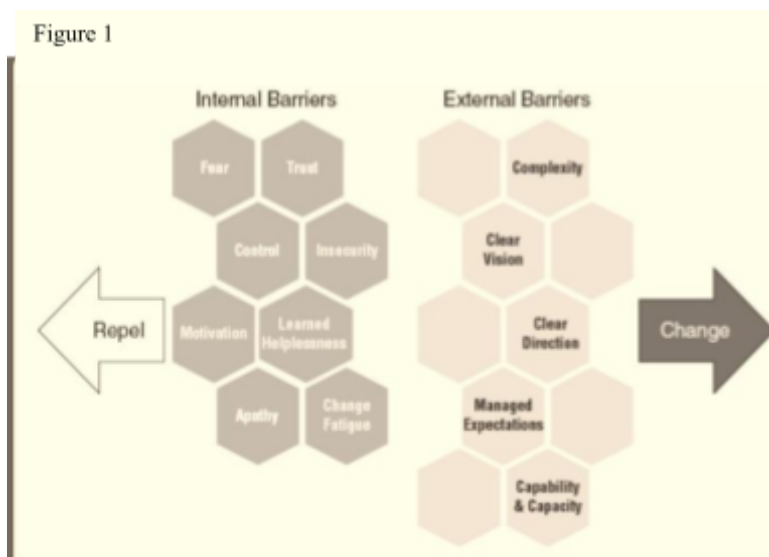 Figure 1
Internal Barriers
External Barriers
Fear
Trust
Complexity
Control
Insecurity
Clear
Vision
Repel
Motivation
Learned
Helplessness
Clear
Direction
Change
Apathy
Change
Fatigue
Managed
Expectations
Capability
& Capacity